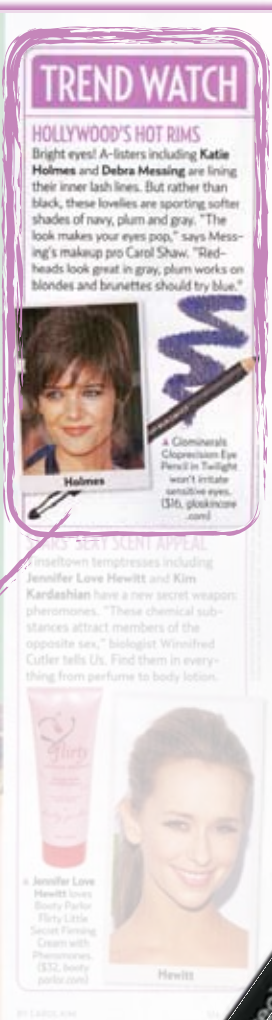 TREND WATCH
HOLLYWOOD'S HOT RIMS
Bright eyes! A-listers including Katie
Holmes and Debra Messing are lining
their inner lash lines. But rather than
black, these lovelies are sporting softer
shades of navy, plum and gray. "The
look makes your eyes pop," says Mess-
ing's makeup pro Carol Shaw. "Red-
heads look great in gray, plum works on
blondes and brunettes should try blue."
Holmes
▲ Glominerals
Gloprecision Eye
Pencil in Twilight
won't irritate
sensitive eyes.
($16, gloskincare
.com)
STARS' SEXY SCENT APPEAL
Tinseltown temptresses including
Jennifer Love Hewitt and Kim
Kardashian have a new secret weapon:
pheromones. "These chemical sub-
stances attract members of the
opposite sex," biologist Winnifred
Cutler tells Us. Find them in every-
thing from perfume to body lotion.
flirty
▲ Jennifer Love
Hewitt loves
Booty Parlor
Flirty Little
Secret Firming
Cream with
Pheromones.
($32, booty
parlor.com)
Hewitt